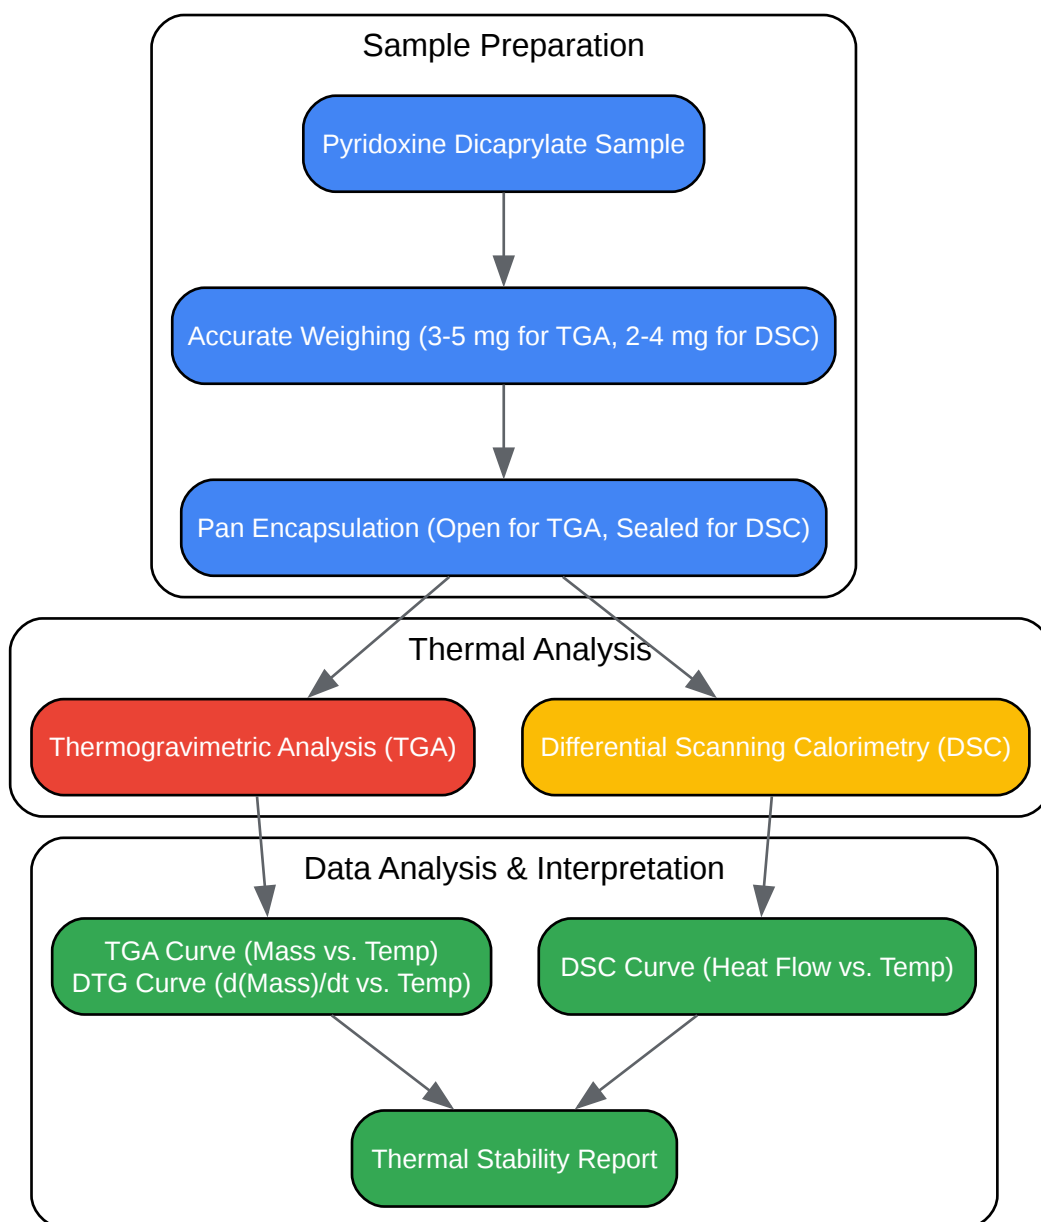 Sample Preparation
Pyridoxine Dicaprylate Sample
Accurate Weighing (3-5 mg for TGA, 2-4 mg for DSC)
Pan Encapsulation (Open for TGA, Sealed for DSC)
Thermal Analysis
Thermogravimetric Analysis (TGA)
Differential Scanning Calorimetry (DSC)
Data Analysis & Interpretation
TGA Curve (Mass vs. Temp)
DTG Curve (d(Mass)/dt vs. Temp)
DSC Curve (Heat Flow vs. Temp)
Thermal Stability Report